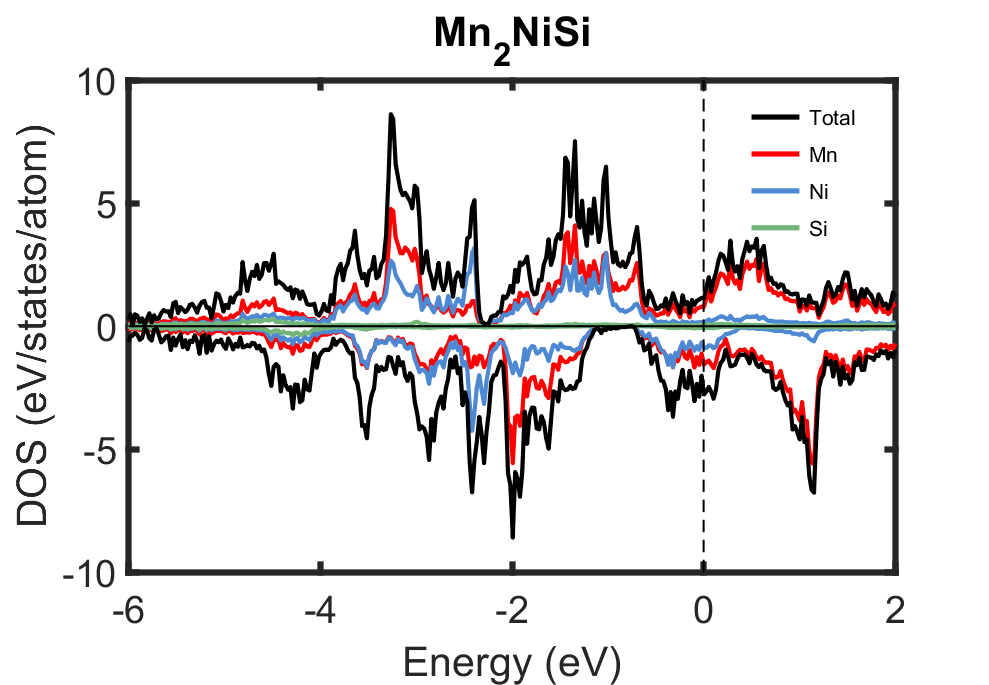 Mn₂NiSi
DOS (eV/states/atom)
10
5
0
-5
-10
Total
Mn
Ni
Si
-6 -4 -2 0 2
Energy (eV)